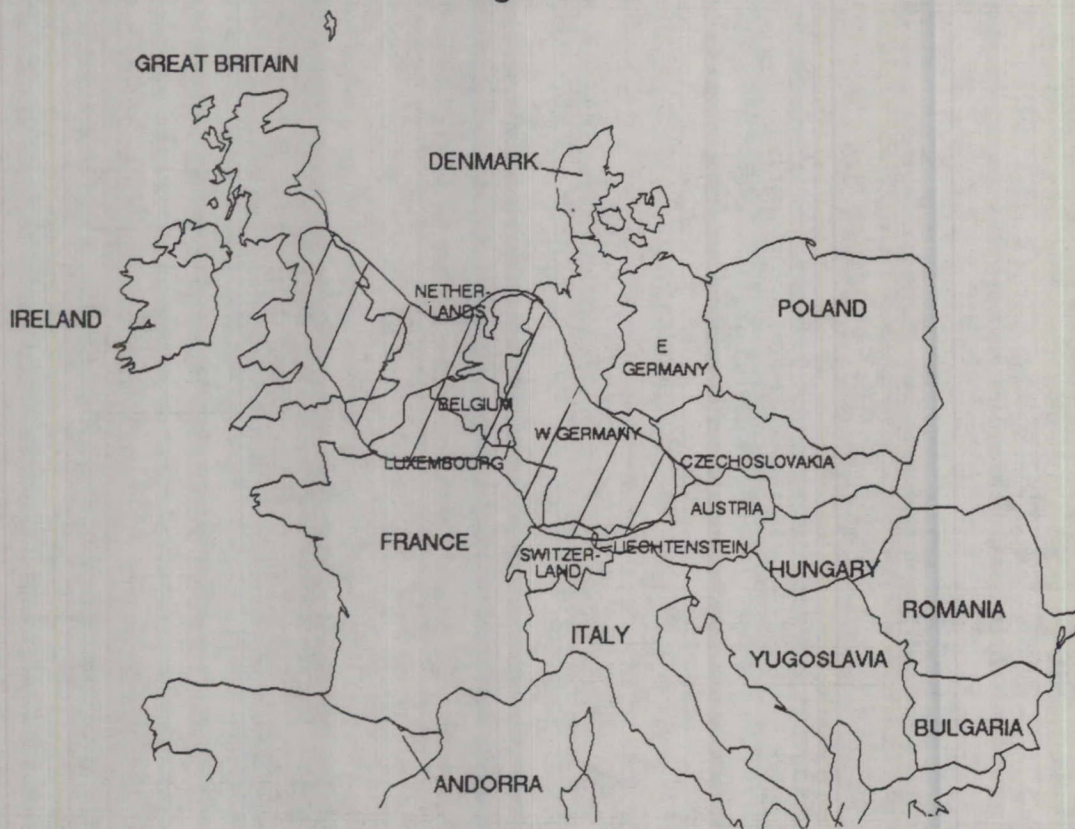 GREAT BRITAIN
DENMARK
NETHER-
LANDS
IRELAND
POLAND
E
GERMANY
BELGIUM
W GERMANY
LUXEMBOURG
CZECHOSLOVAKIA
AUSTRIA
FRANCE
SWITZER-
LAND
LIECHTENSTEIN
HUNGARY
ROMANIA
ITALY
YUGOSLAVIA
BULGARIA
ANDORRA